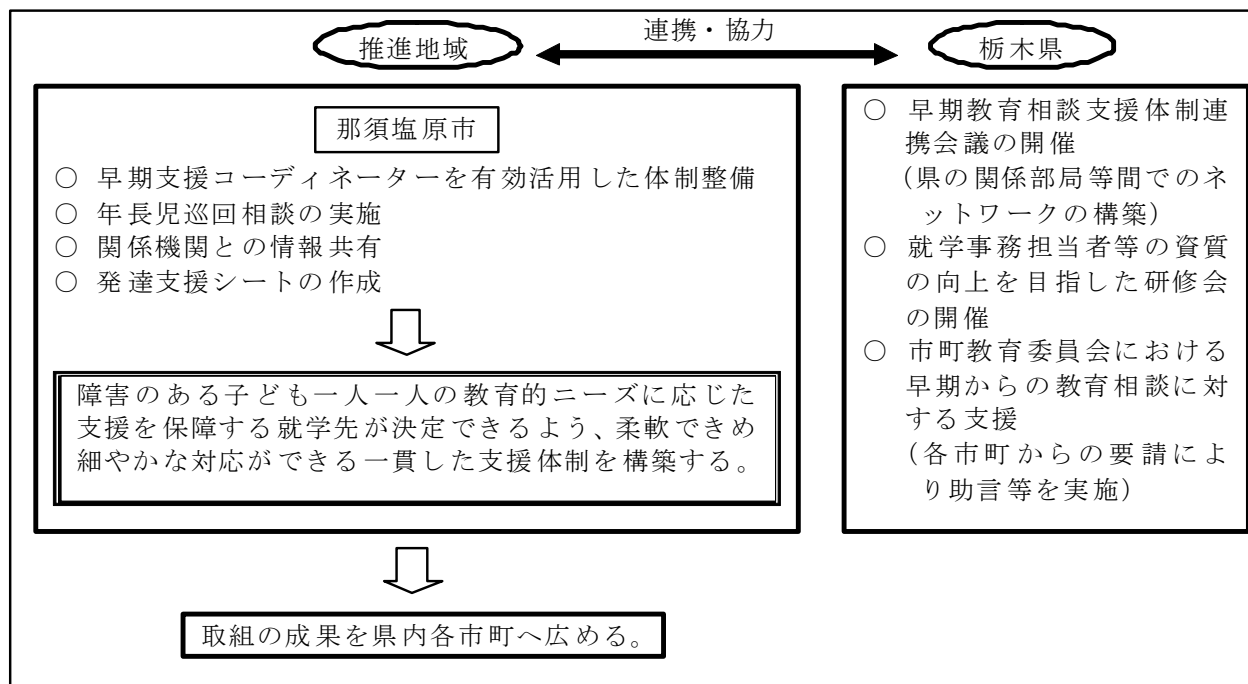 推進地域
連携・協力
栃木県
那須塩原市
○ 早期支援コーディネーターを有効活用した体制整備
○ 年長児巡回相談の実施
○ 関係機関との情報共有
○ 発達支援シートの作成
障害のある子ども一人一人の教育的ニーズに応じた
支援を保障する就学先が決定できるよう、柔軟できめ
細やかな対応ができる一貫した支援体制を構築する。
○ 早期教育相談支援体制連
携会議の開催
(県の関係部局等間でのネ
ットワークの構築)
○ 就学事務担当者等の資質
の向上を目指した研修会
の開催
○ 市町教育委員会における
早期からの教育相談に対
する支援
(各市町からの要請によ
り助言等を実施)
取組の成果を県内各市町へ広める。